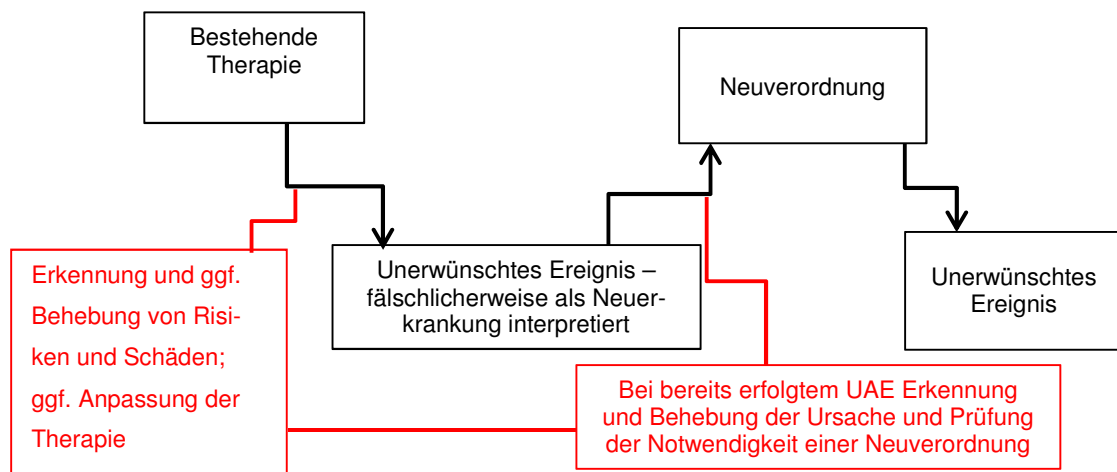 Bestehende
Therapie
Neuverordnung
Unerwünschtes Ereignis –
fälschlicherweise als Neuer-
krankung interpretiert
Unerwünschtes
Ereignis
Erkennung und ggf.
Behebung von Risi-
ken und Schäden;
ggf. Anpassung der
Therapie
Bei bereits erfolgtem UAE Erkennung
und Behebung der Ursache und Prüfung
der Notwendigkeit einer Neuverordnung